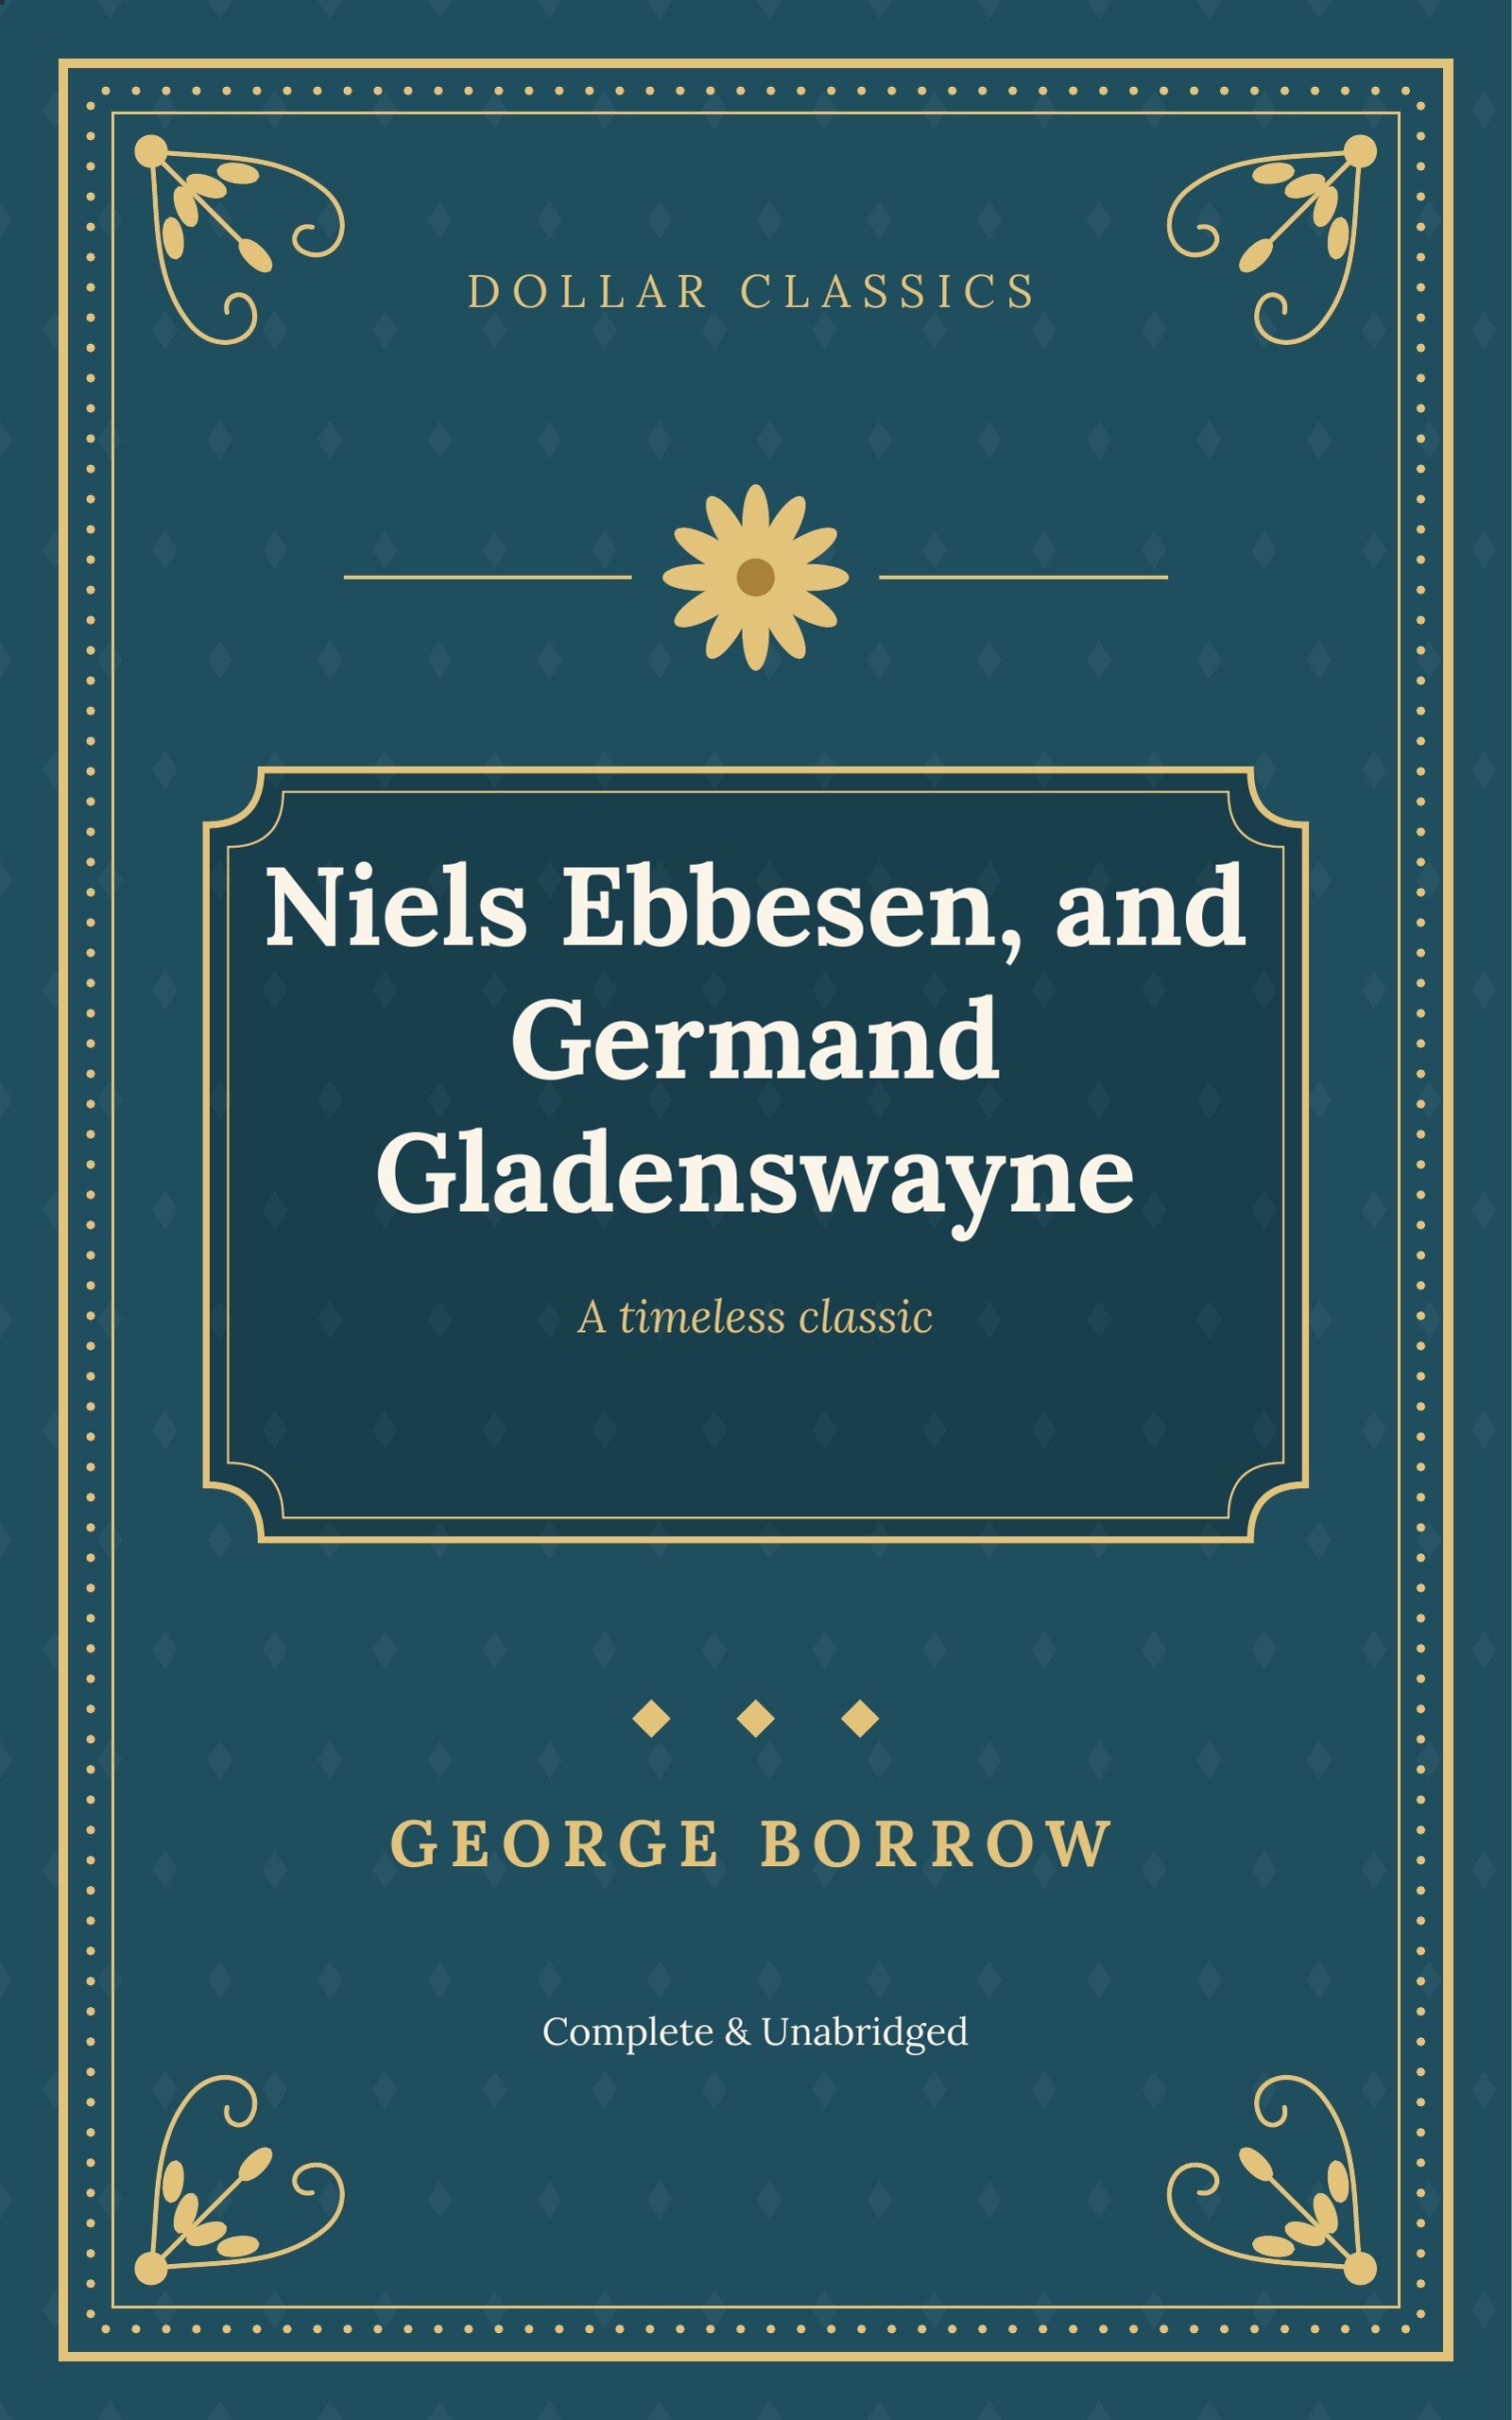 DOLLAR CLASSICS
Niels Ebbesen, and
Germand
Gladenswayne
A timeless classic
GEORGE BORROW
Complete & Unabridged